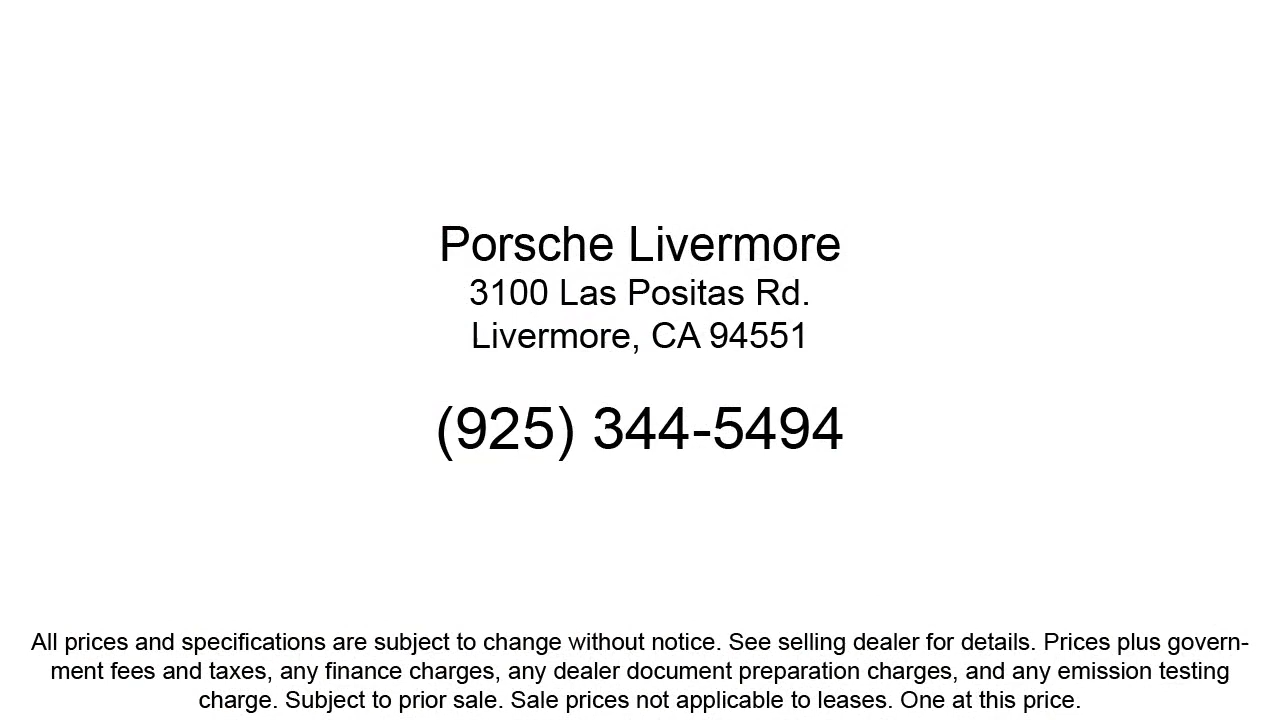 Porsche Livermore
3100 Las Positas Rd.
Livermore, CA 94551
(925) 344-5494
All prices and specifications are subject to change without notice. See selling dealer for details. Prices plus govern-
ment fees and taxes, any finance charges, any dealer document preparation charges, and any emission testing
charge. Subject to prior sale. Sale prices not applicable to leases. One at this price.